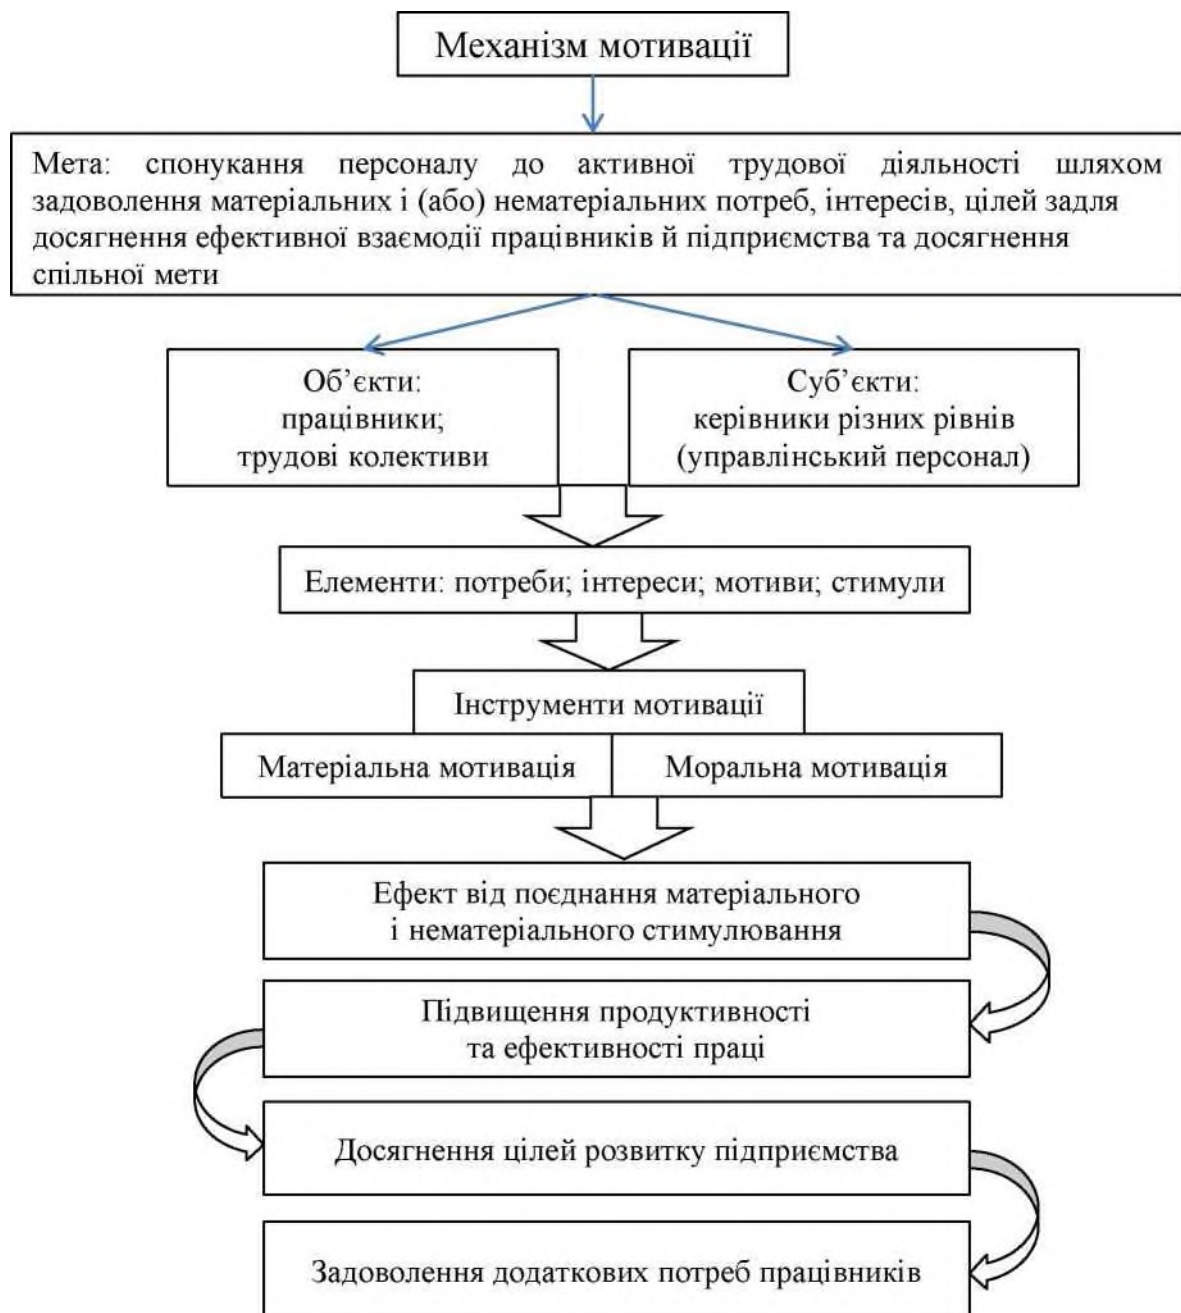 Механізм мотивації
Мета: спонукання персоналу до активної трудової діяльності шляхом
задоволення матеріальних і (або) нематеріальних потреб, інтересів, цілей задля
досягнення ефективної взаємодії працівників й підприємства та досягнення
спільної мети
Об’єкти:
працівники;
трудові колективи
Суб’єкти:
керівники різних рівнів
(управлінський персонал)
Елементи: потреби; інтереси; мотиви; стимули
Інструменти мотивації
Матеріальна мотивація
Моральна мотивація
Ефект від поєднання матеріального
і нематеріального стимулювання
Підвищення продуктивності
та ефективності праці
Досягнення цілей розвитку підприємства
Задоволення додаткових потреб працівників